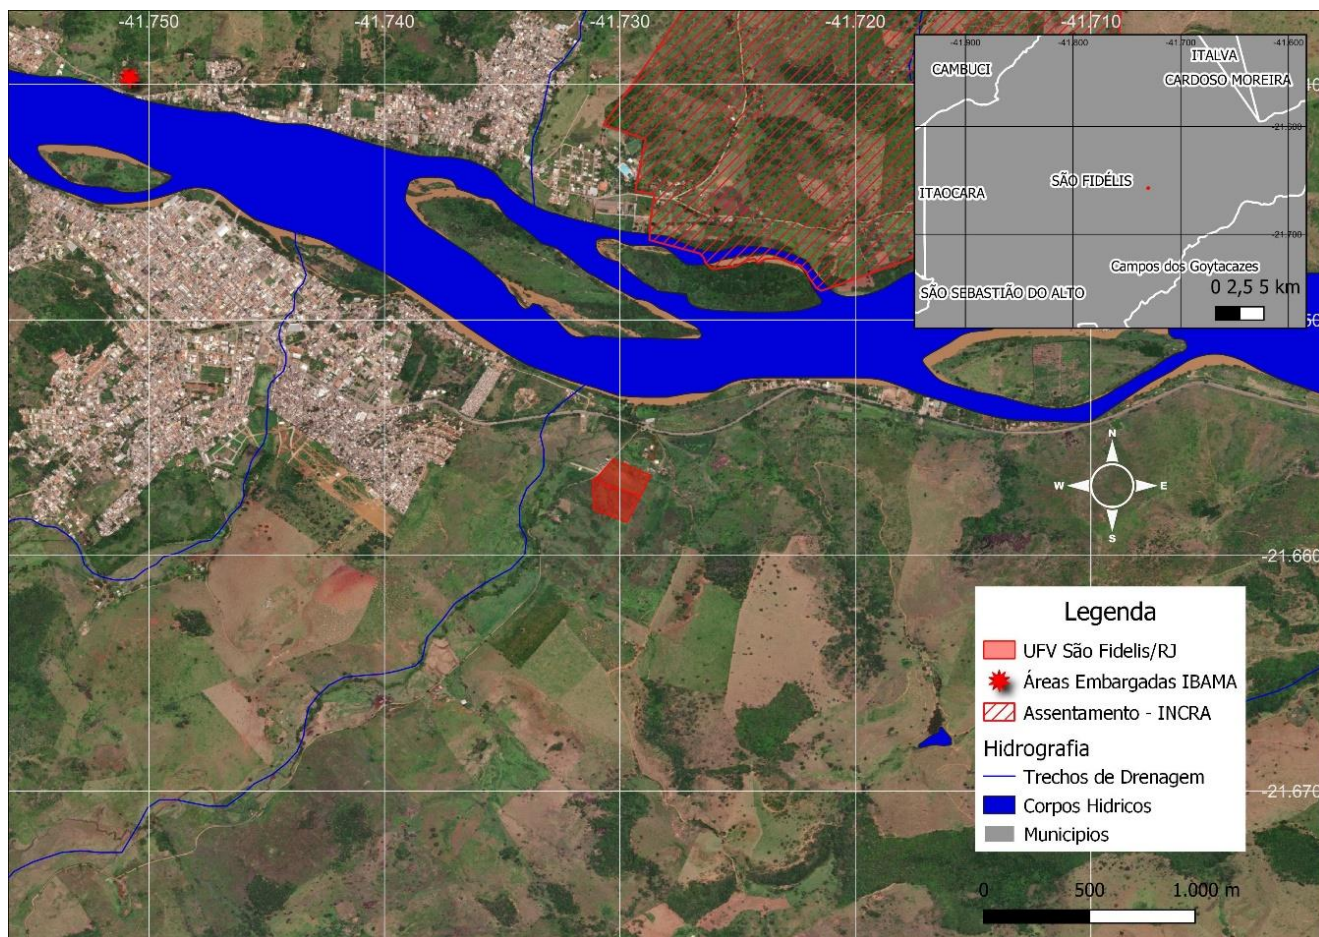 -41.750
-41.740
-41.730
-41.720
-41.710
-41.900
-41.800
-41.700
-41.600
ITALVA
CAMBUCI
CARDOSO MOREIRA
-21.600
SÃO FIDÉLIS
ITAOCARA
-21.700
Campos dos Goytacazes
SÃO SEBASTIÃO DO ALTO
0 2,5 5 km
N
W
E
S
-21.660
Legenda
UFV São Fidelis/RJ
Áreas Embargadas IBAMA
Assentamento - INCRA
Hidrografia
Trechos de Drenagem
Corpos Hidricos
Municipios
-21.670
0 500 1.000 m